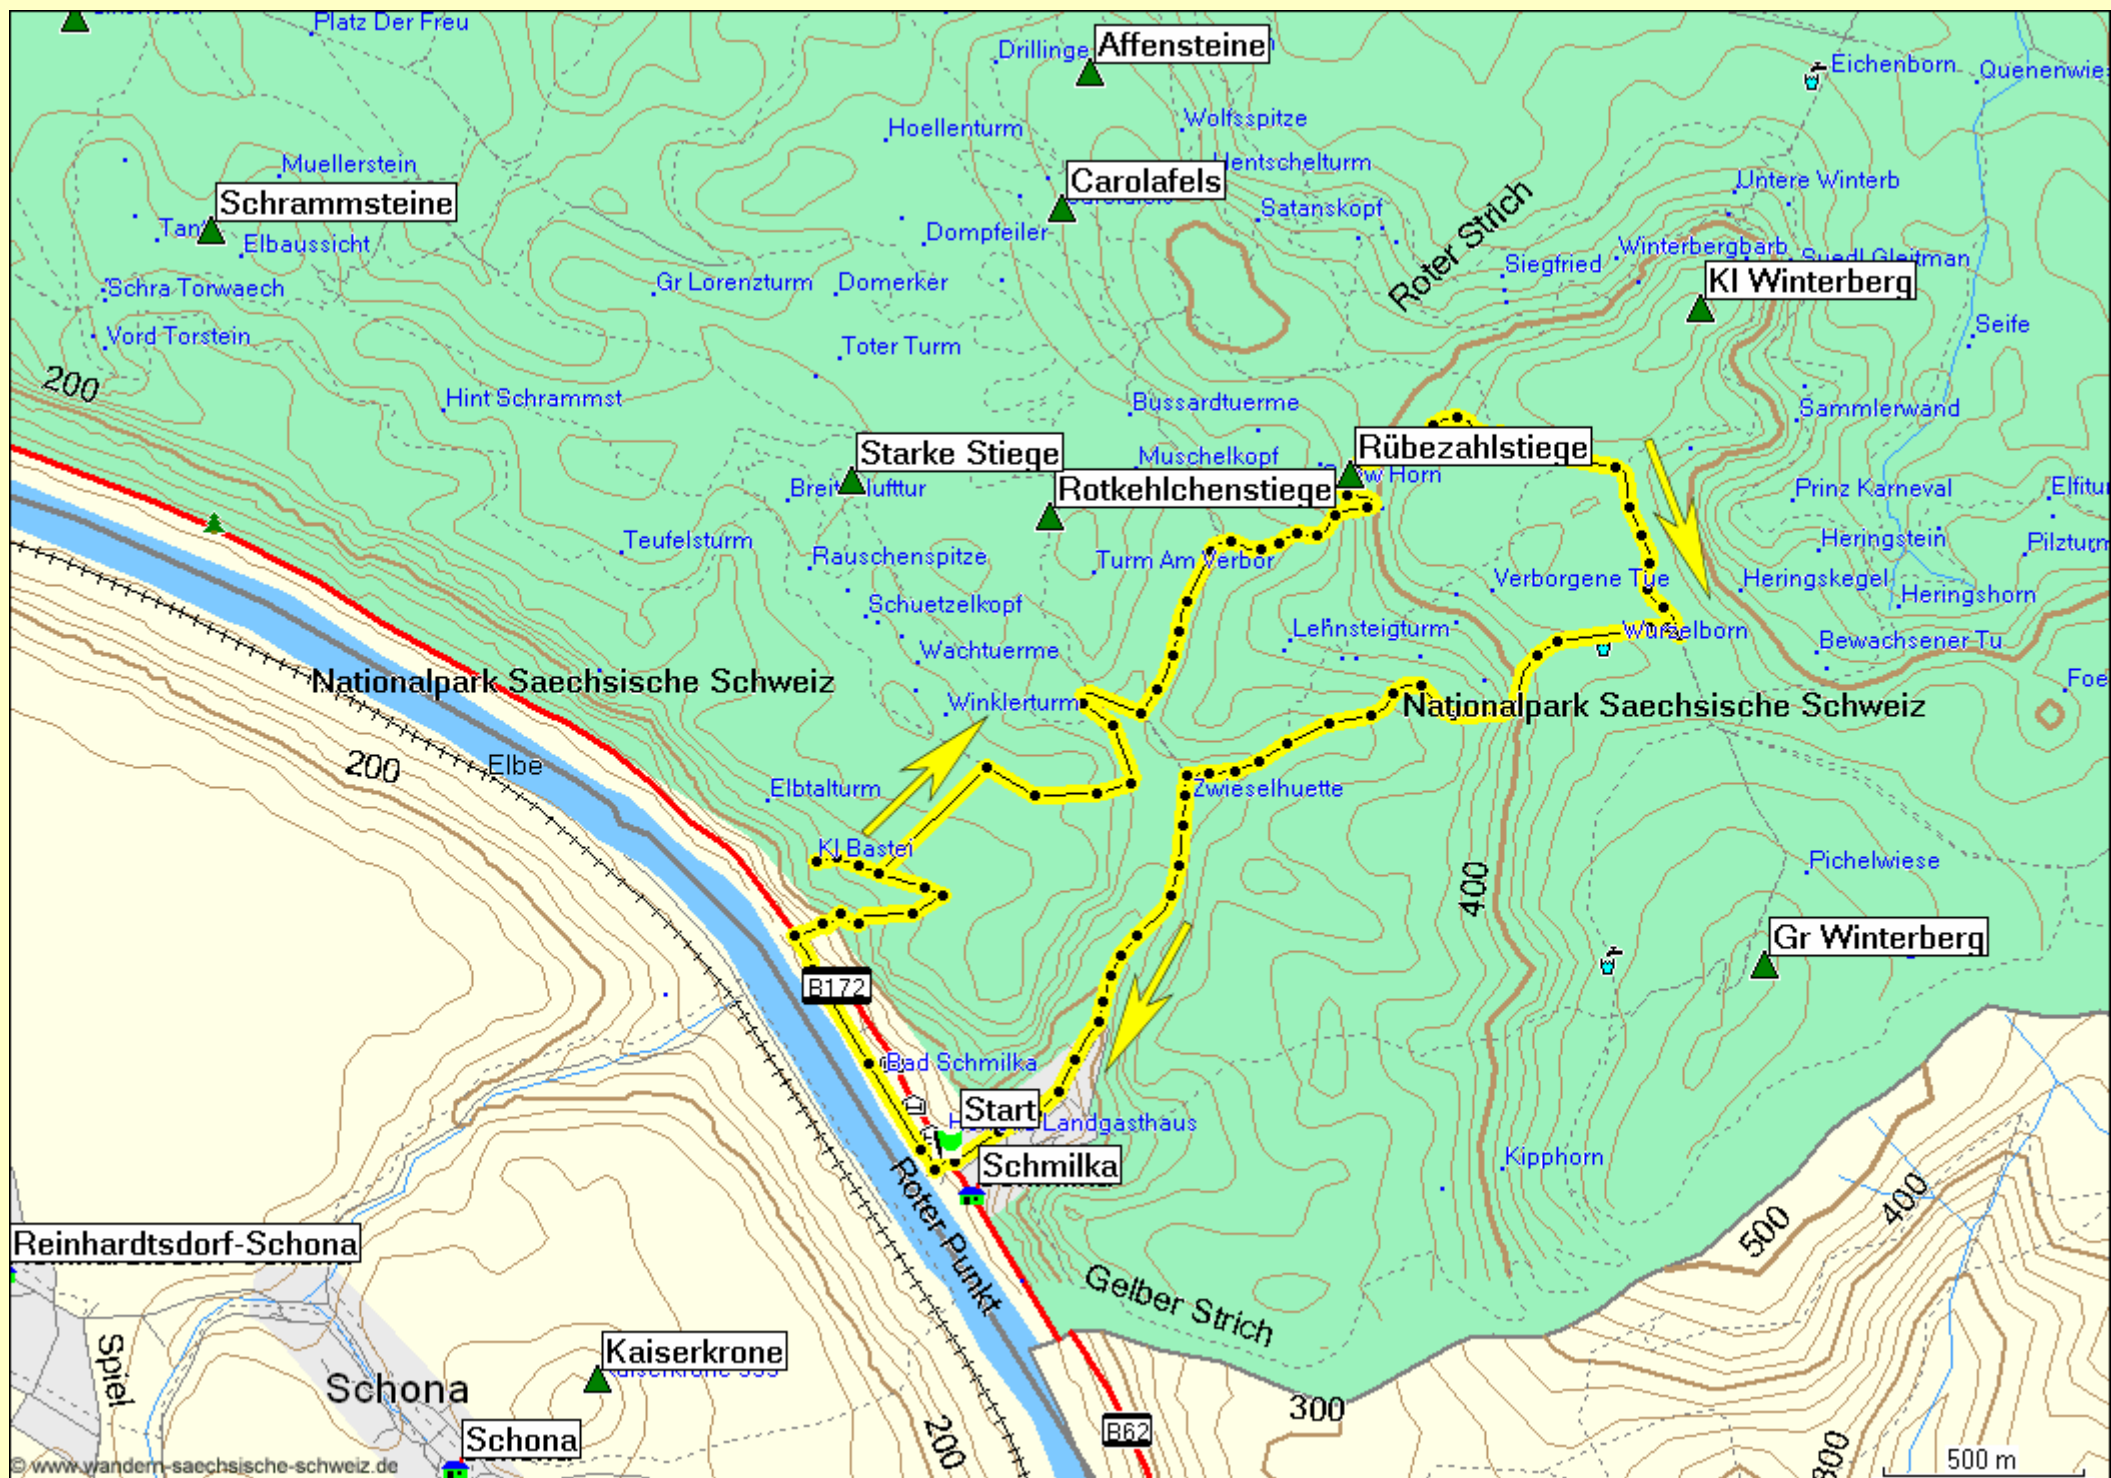 Platz Der Freu
Drillinge
Affensteine
Eichenborn
Quenenwies
Hoellenturm
Wolfsspitze
Muellerstein
Hentschelturm
Carolafels
Untere Winterb
Schrammsteine
Satanskopf
Roter Strich
Elbaussicht
Dompfeiler
Winterbergbarb
Suedl Gleitman
Siegfried
Schra Torwaech
Gr Lorenzturm
Domerker
Kl Winterberg
Vord Torstein
Toter Turm
Seife
200
Hint Schrammst
Bussardtuerme
Sammlerwand
Starke Stiege
Muschelkopf
Rübezahlstiege
Rotkehlchenstiege
w Horn
Prinz Karneval
Elfitur
Teufelsturm
Rauschenspitze
Turm Am Verbor
Heringstein
Pilzturm
Verborgene Tue
Heringskegel
Heringshorn
Schuetzelkopf
Lehnsteigturm
Wurzelborn
Bewachsener Tu
Wachtuerme
Nationalpark Saechsische Schweiz
Winklerturm
Nationalpark Saechsische Schweiz
Foe
200
Elbe
Elbtalturm
Zwieselhuette
Kl Bastei
Pichelwiese
400
Gr Winterberg
B172
Bad Schmilka
Start
Landgasthaus
Schmilka
Kipphorn
Roter Punkt
400
500
Reinhardtsdorf-Schona
Gelber Strich
Spiel
Kaiserkrone
Schona
300
Schona
200
B62
300
500 m
© www.wandern-saechsische-schweiz.de